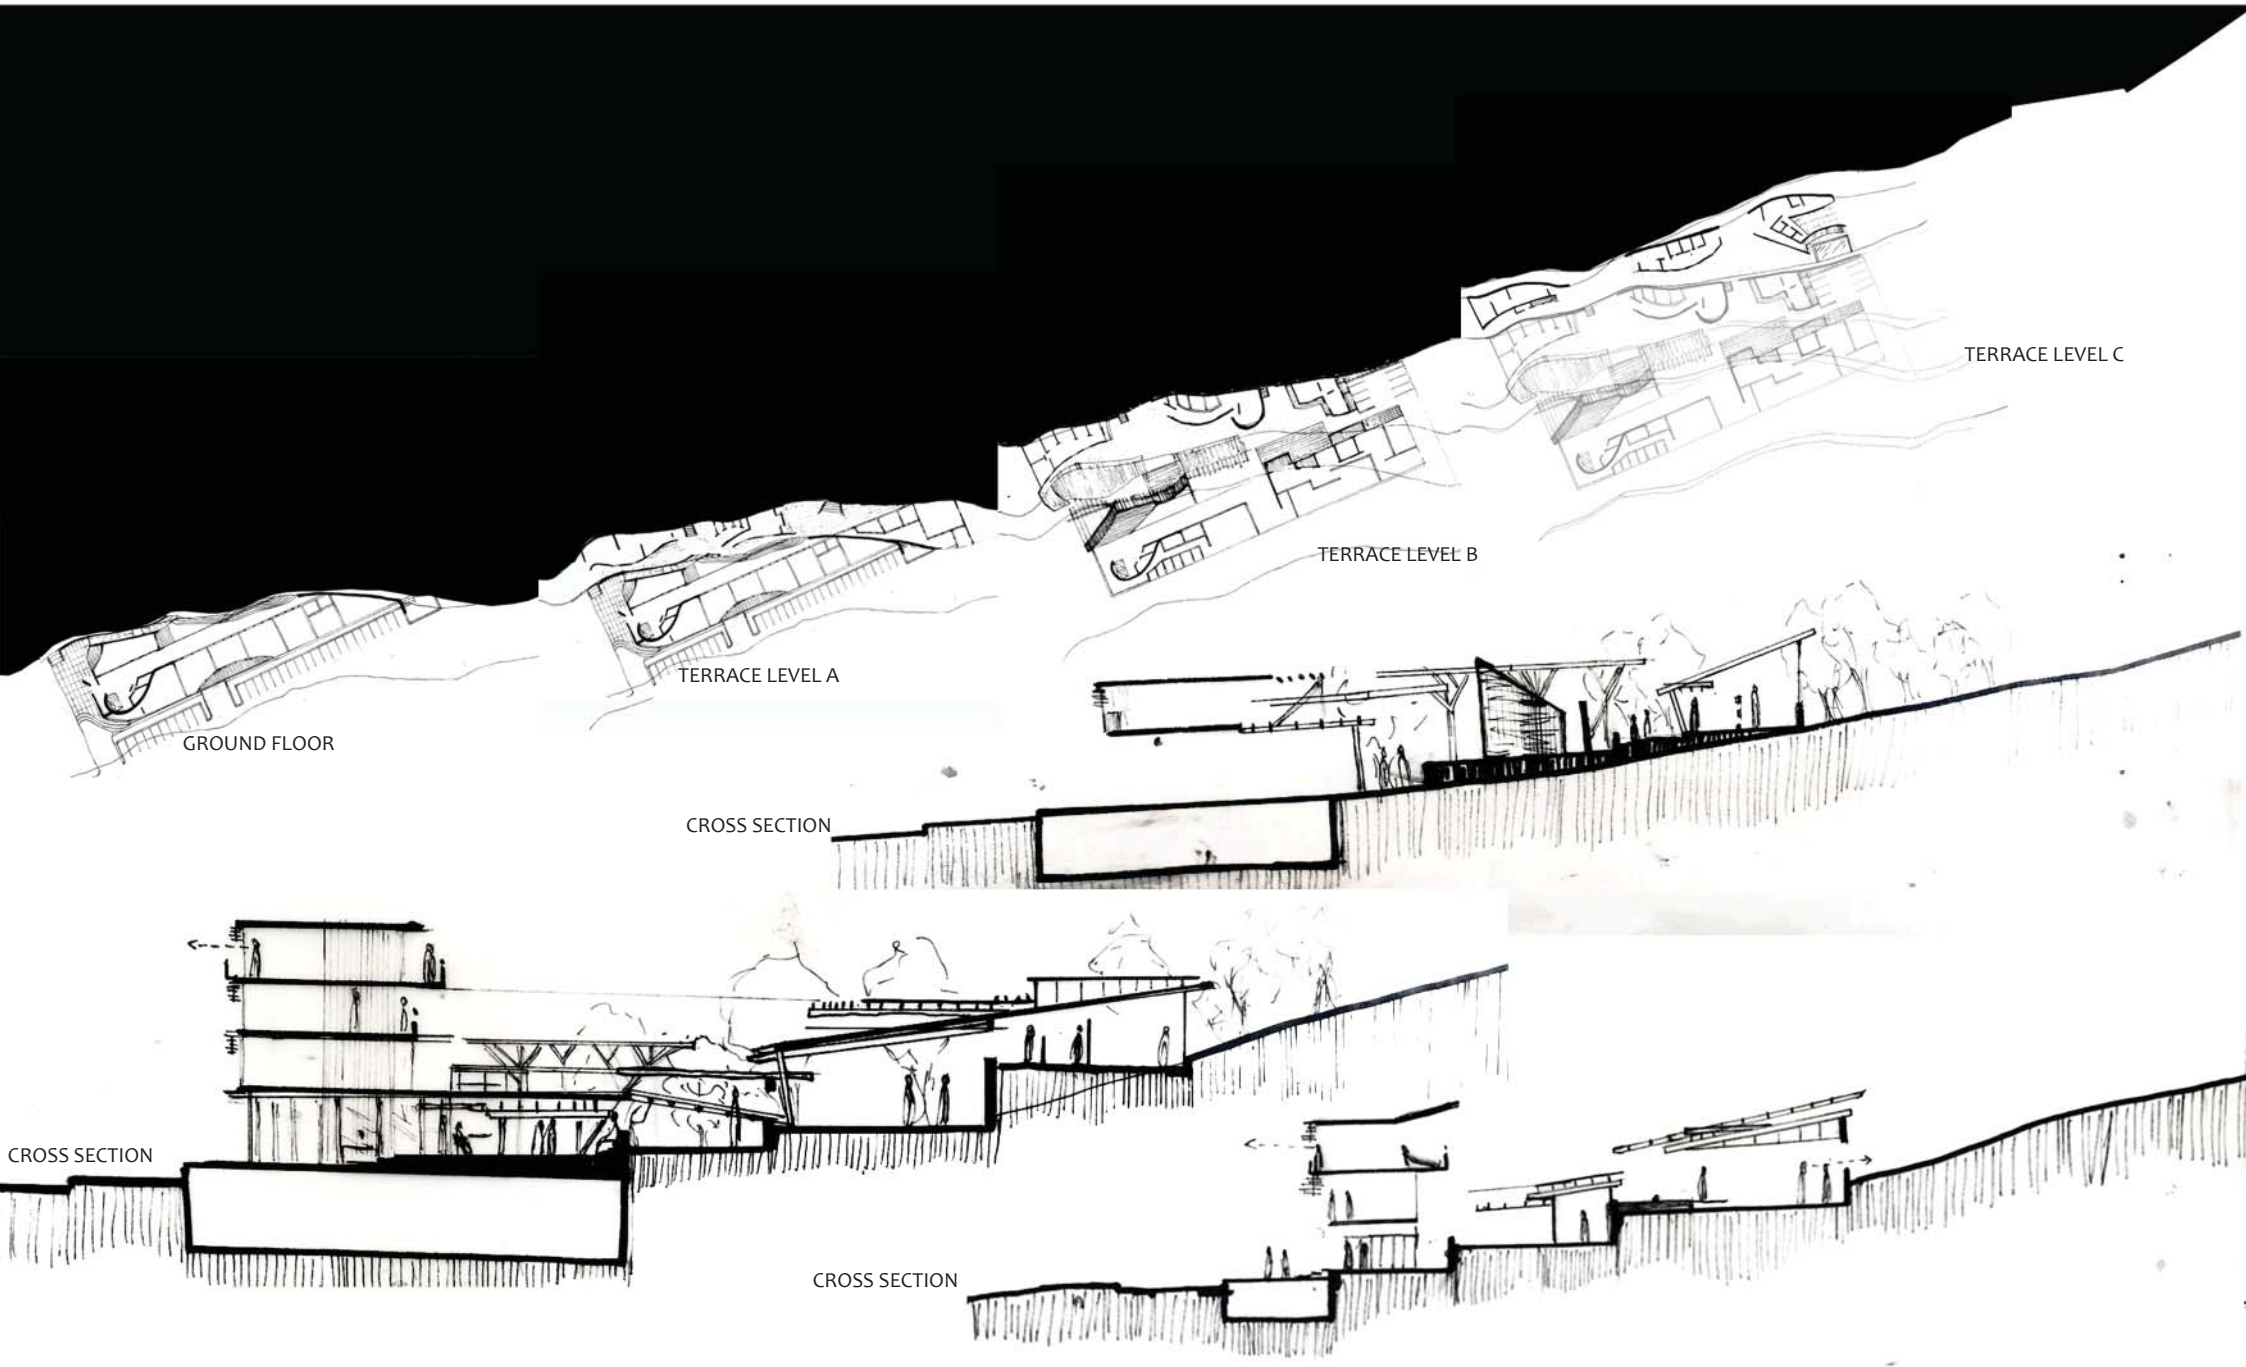 TERRACE LEVEL C
TERRACE LEVEL B
TERRACE LEVEL A
GROUND FLOOR
CROSS SECTION
CROSS SECTION
CROSS SECTION